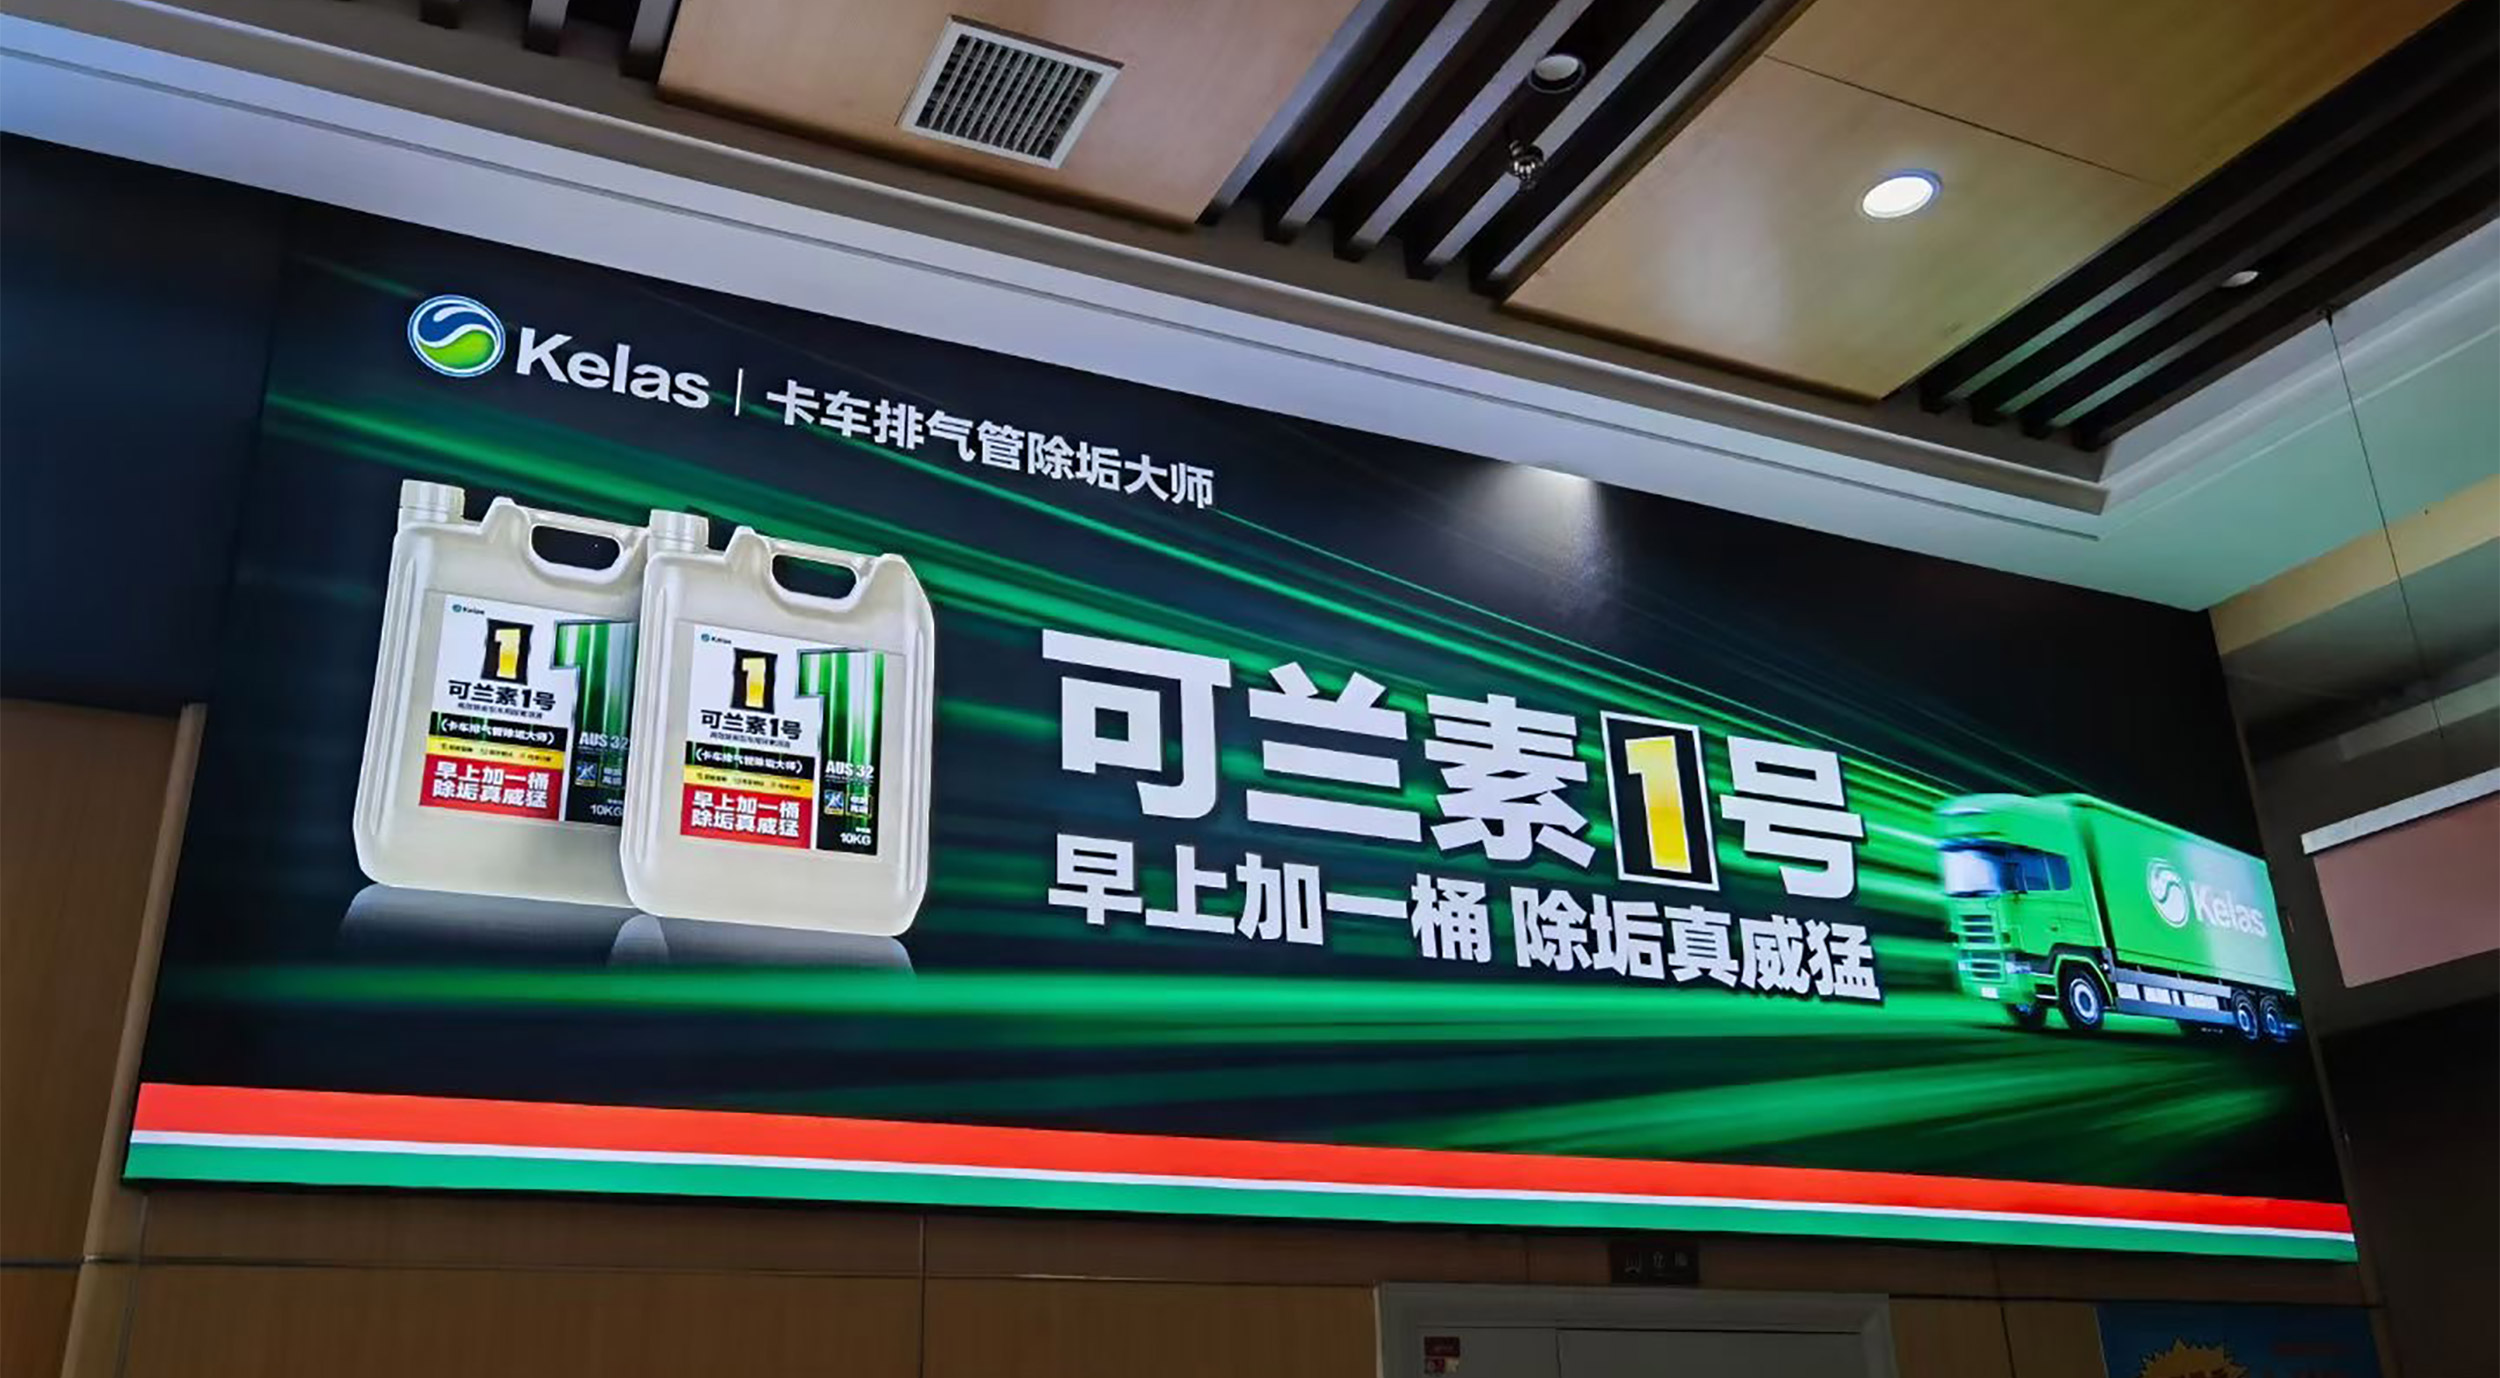 Kelas | 卡车排气管除垢大师
Kelas
1
可兰素1号
《卡车排气管除垢大师》
早上加一桶
除垢真威猛
AUS 32
10KG
Kelas
1
可兰素1号
《卡车排气管除垢大师》
早上加一桶
除垢真威猛
AUS 32
10KG
可兰素1号
早上加一桶 除垢真威猛
Kelas